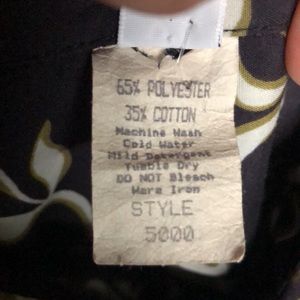 65% POLYESTER
35% COTTON
Machine Wash
Cold Water
Mild Detergent
Tumble Dry
DO NOT Bleach
Warm Iron
STYLE
5000